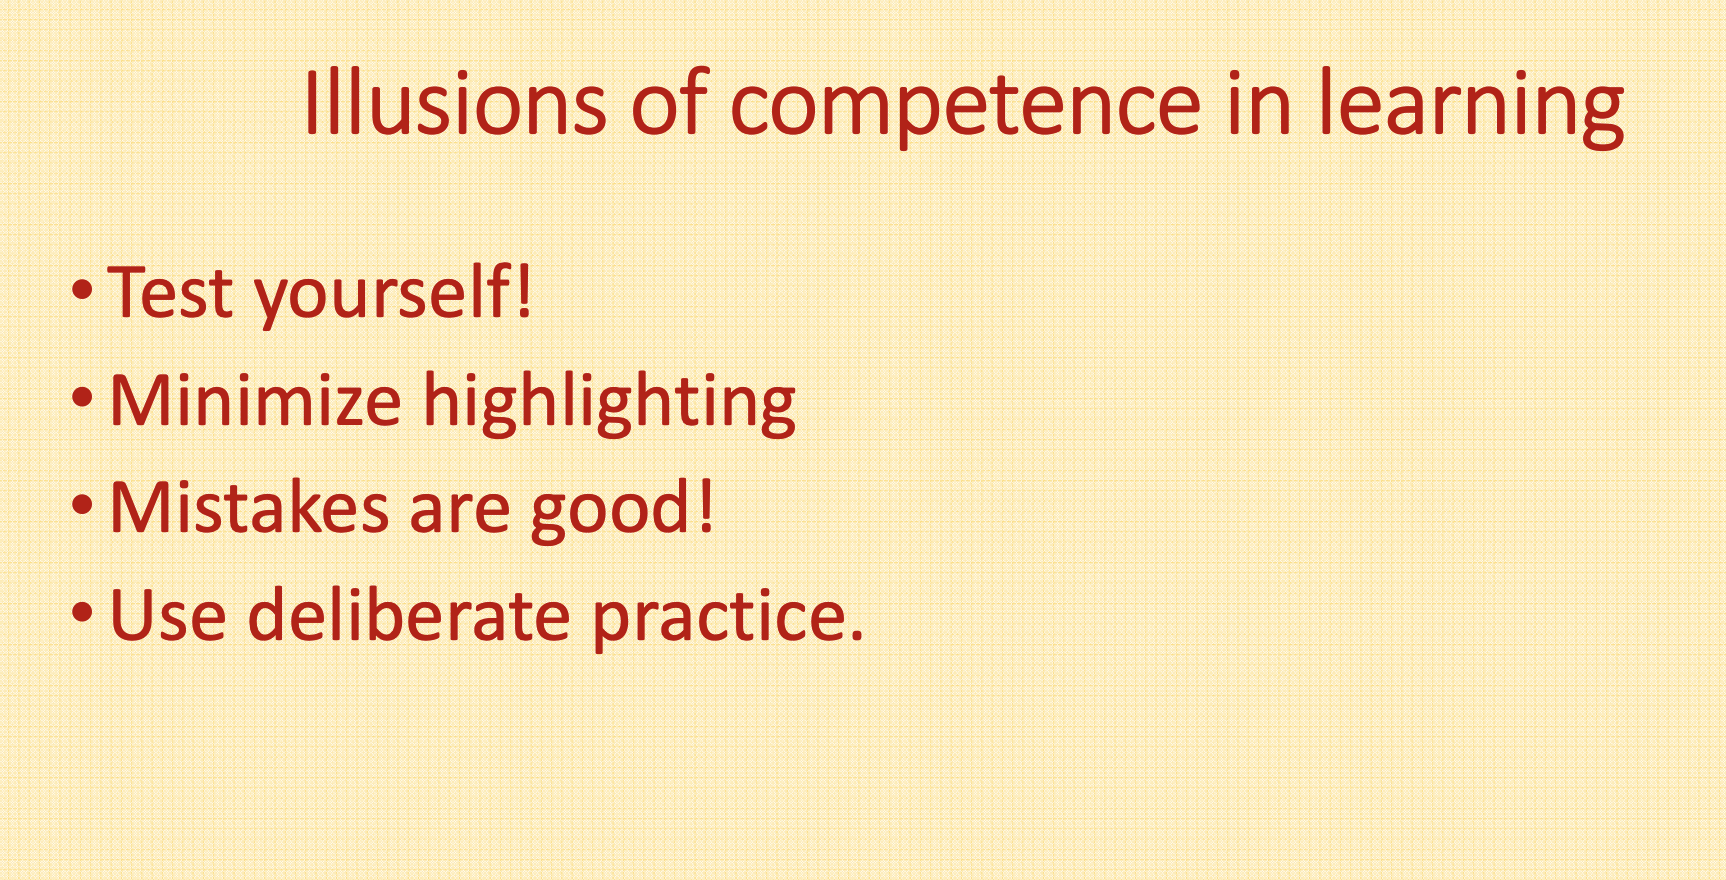 Illusions of competence in learning
• Test yourself!
• Minimize highlighting
• Mistakes are good!
• Use deliberate practice.